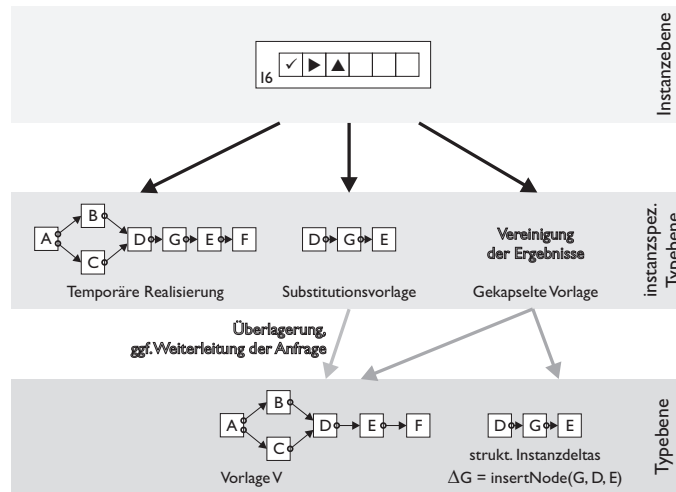 Instanzebene
✓
I6
instanzspez.
Typebene
A
B
C
D
G
E
F
Temporäre Realisierung
D
G
E
Substitutionsvorlage
Vereinigung
der Ergebnisse
Gekapselte Vorlage
Überlagerung,
ggf. Weiterleitung der Anfrage
Typebene
A
B
C
D
E
F
Vorlage V
D
G
E
strukt. Instanzdeltas
ΔG = insertNode(G, D, E)